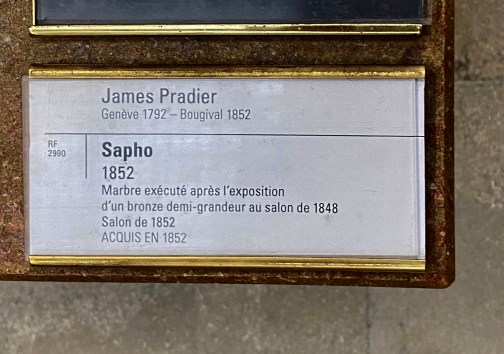 James Pradier
Genève 1792 – Bougival 1852
RF
2990
Sapho
1852
Marbre exécuté après l'exposition
d'un bronze demi-grandeur au salon de 1848
Salon de 1852
ACQUIS EN 1852